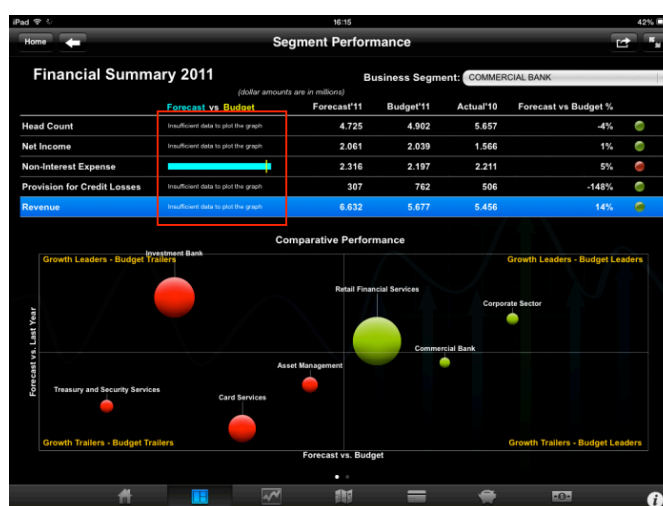 iPad 16:15 42%
Home Segment Performance
Financial Summary 2011 Business Segment: COMMERCIAL BANK
(dollar amounts are in millions)
Forecast vs Budget Forecast'11 Budget'11 Actual'10 Forecast vs Budget %
Head Count Insufficient data to plot the graph 4.725 4.902 5.657 -4%
Net Income Insufficient data to plot the graph 2.061 2.039 1.566 1%
Non-Interest Expense 2.316 2.197 2.211 5%
Provision for Credit Losses Insufficient data to plot the graph 307 762 506 -148%
Revenue Insufficient data to plot the graph 6.632 5.677 5.456 14%
Comparative Performance
Investment Bank
Growth Leaders - Budget Trailers Growth Leaders - Budget Leaders
Retail Financial Services
Corporate Sector
Forecast vs. Last Year
Commercial Bank
Asset Management
Treasury and Security Services
Card Services
Growth Trailers - Budget Trailers Growth Trailers - Budget Leaders
Forecast vs. Budget